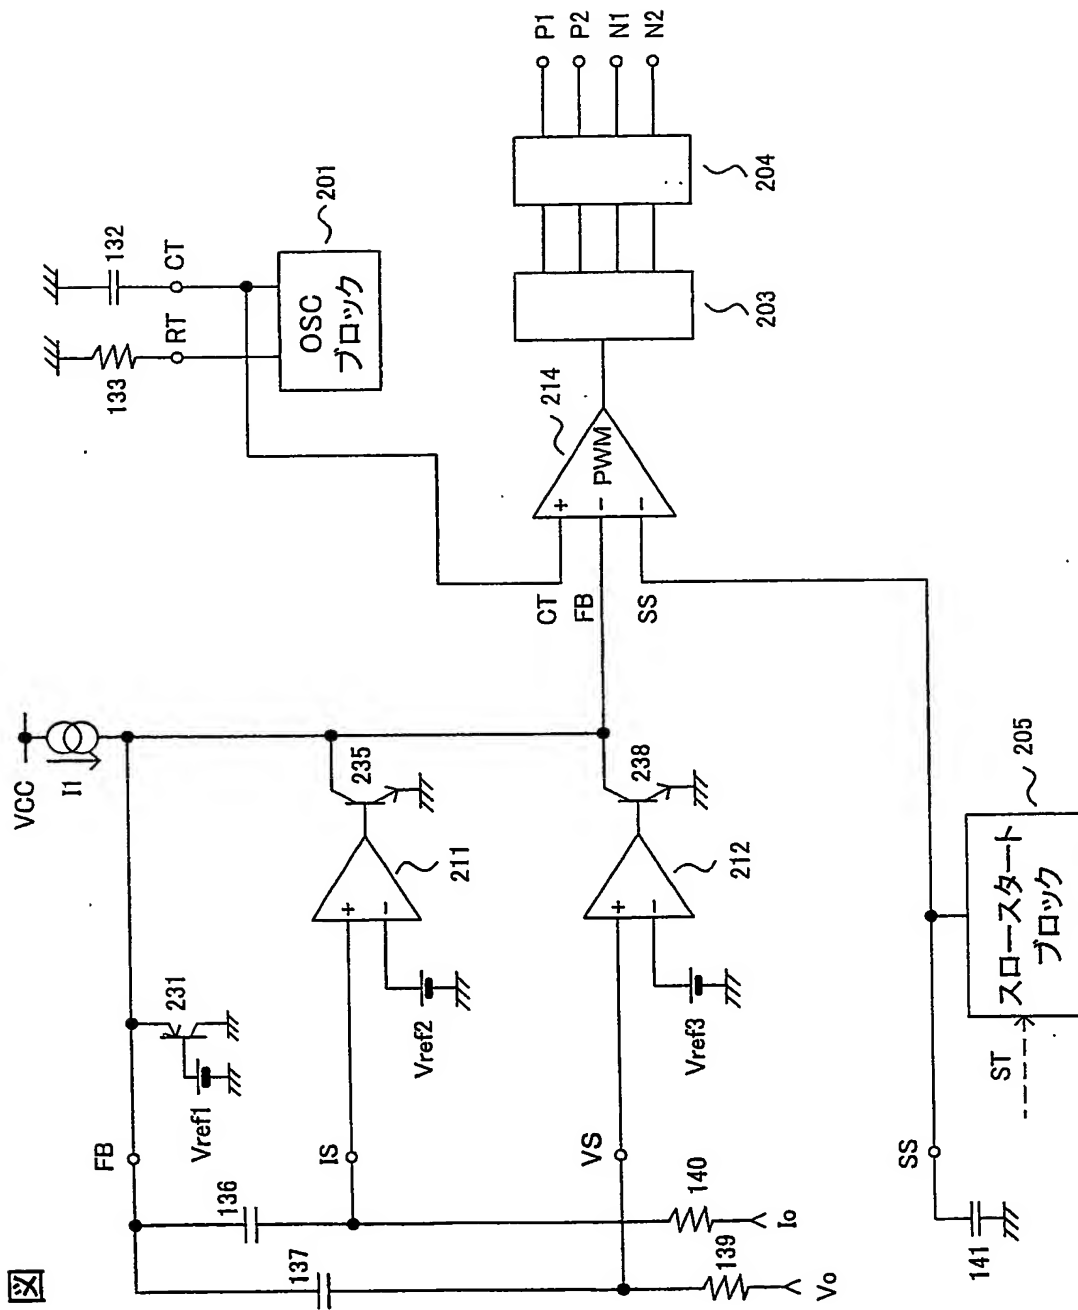 図
VCC
I1
FB
231
Vref1
136
137
IS
Vref2
211
235
VS
Vref3
212
238
140
Io
139
Vo
133
RT
132
CT
201
OSC
ブロック
CT
FB
SS
214
PWM
+
−
−
+
−
+
−
203
204
P1
P2
N1
N2
SS
141
ST
スロースタート
ブロック
205